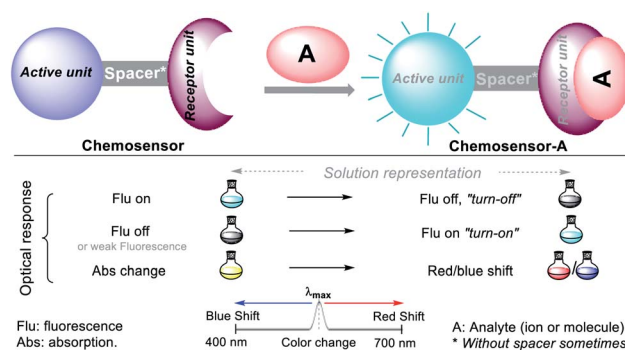 A
Active unit
Spacer*
Receptor unit
Active unit
Spacer*
Receptor unit
A
Chemosensor
Chemosensor-A
Solution representation
Optical response
Flu on
Flu off, "turn-off"
Flu off
or weak Fluorescence
Flu on "turn-on"
Abs change
Red/blue shift
/
λmax
Blue Shift
Red Shift
400 nm
Color change
700 nm
Flu: fluorescence
Abs: absorption.
A: Analyte (ion or molecule)
* Without spacer sometimes